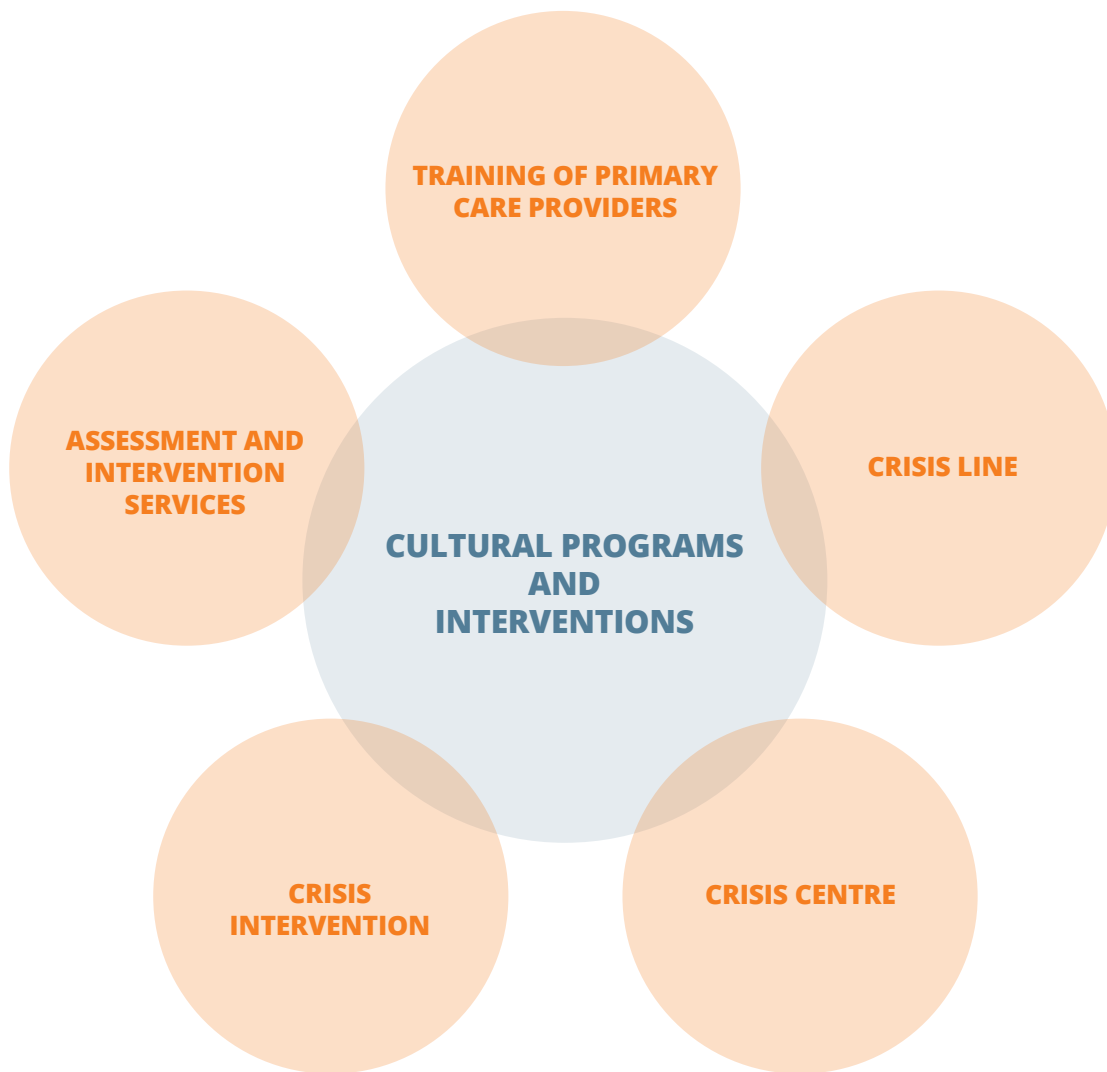 TRAINING OF PRIMARY
CARE PROVIDERS
ASSESSMENT AND
INTERVENTION
SERVICES
CRISIS LINE
CULTURAL PROGRAMS
AND
INTERVENTIONS
CRISIS
INTERVENTION
CRISIS CENTRE